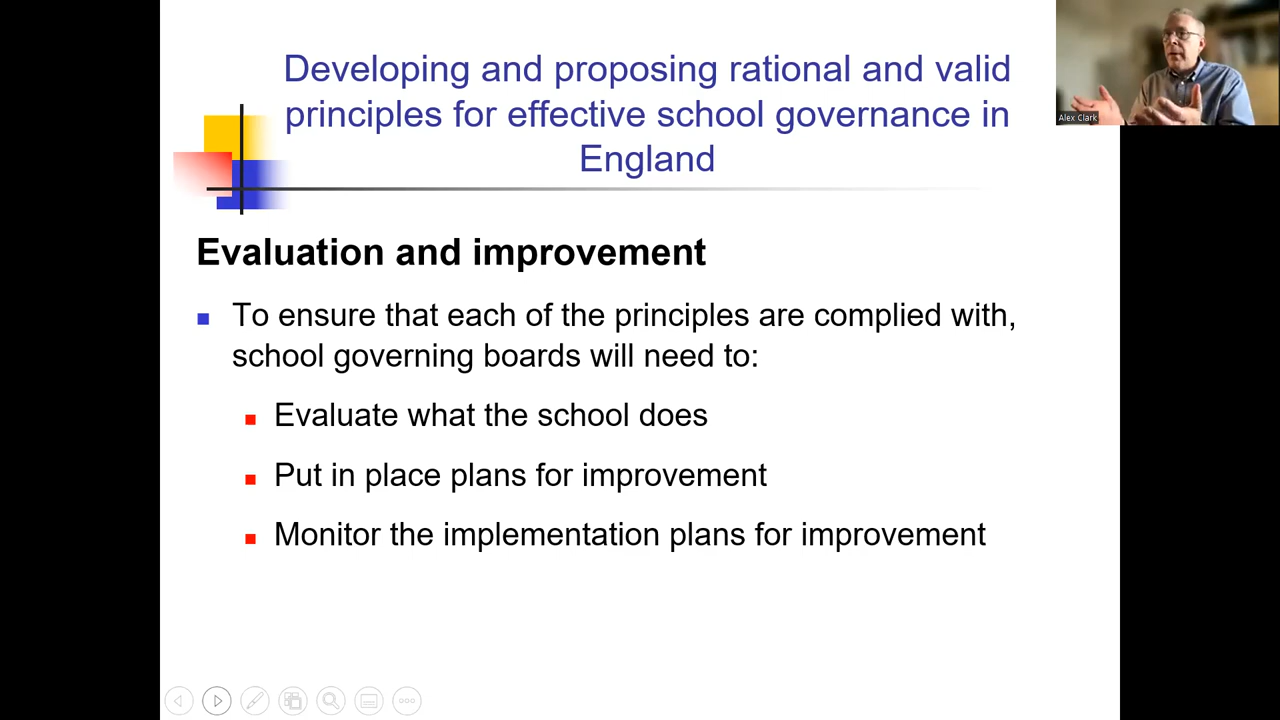 Developing and proposing rational and valid
principles for effective school governance in
England
Alex Clark
Evaluation and improvement
To ensure that each of the principles are complied with,
school governing boards will need to:
Evaluate what the school does
Put in place plans for improvement
Monitor the implementation plans for improvement